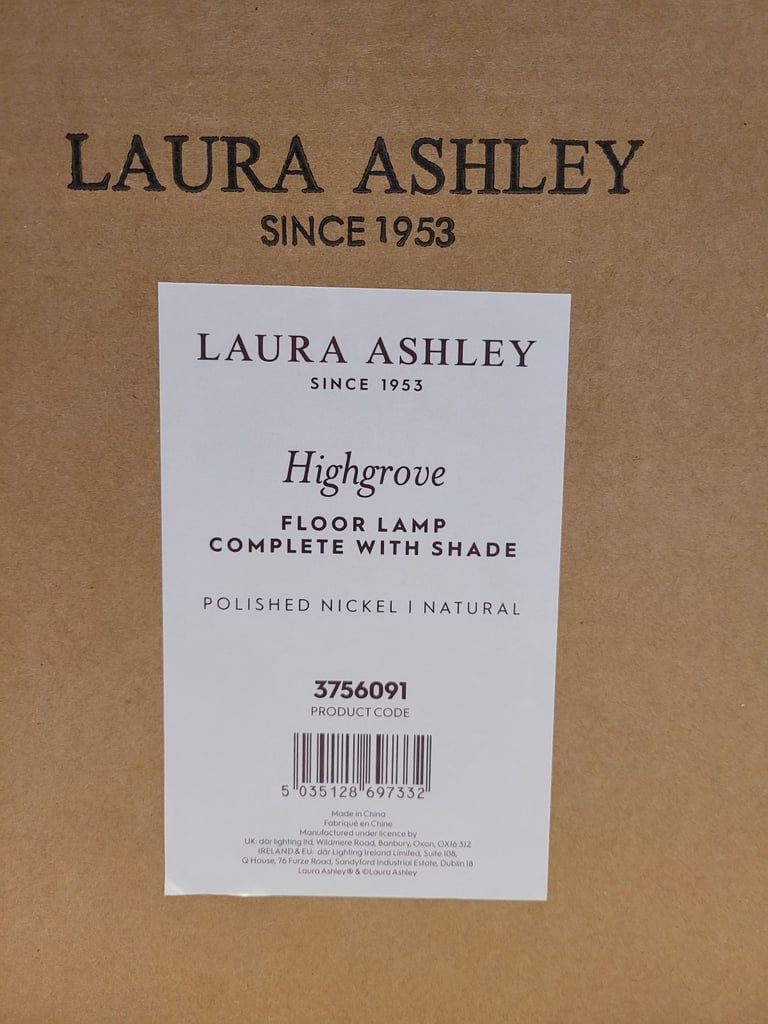 LAURA ASHLEY
SINCE 1953
LAURA ASHLEY
SINCE 1953
Highgrove
FLOOR LAMP
COMPLETE WITH SHADE
POLISHED NICKEL | NATURAL
3756091
PRODUCT CODE
5 035128 697332
Made in China
Fabriqué en Chine
Manufactured under licence by
UK: där lighting ltd, Wildmere Road, Banbury, Oxon, OX16 3JZ
IRELAND & EU: där Lighting Ireland Limited, Suite 108,
Q House, 76 Furze Road, Sandyford Industrial Estate, Dublin 18
Laura Ashley® & ©Laura Ashley